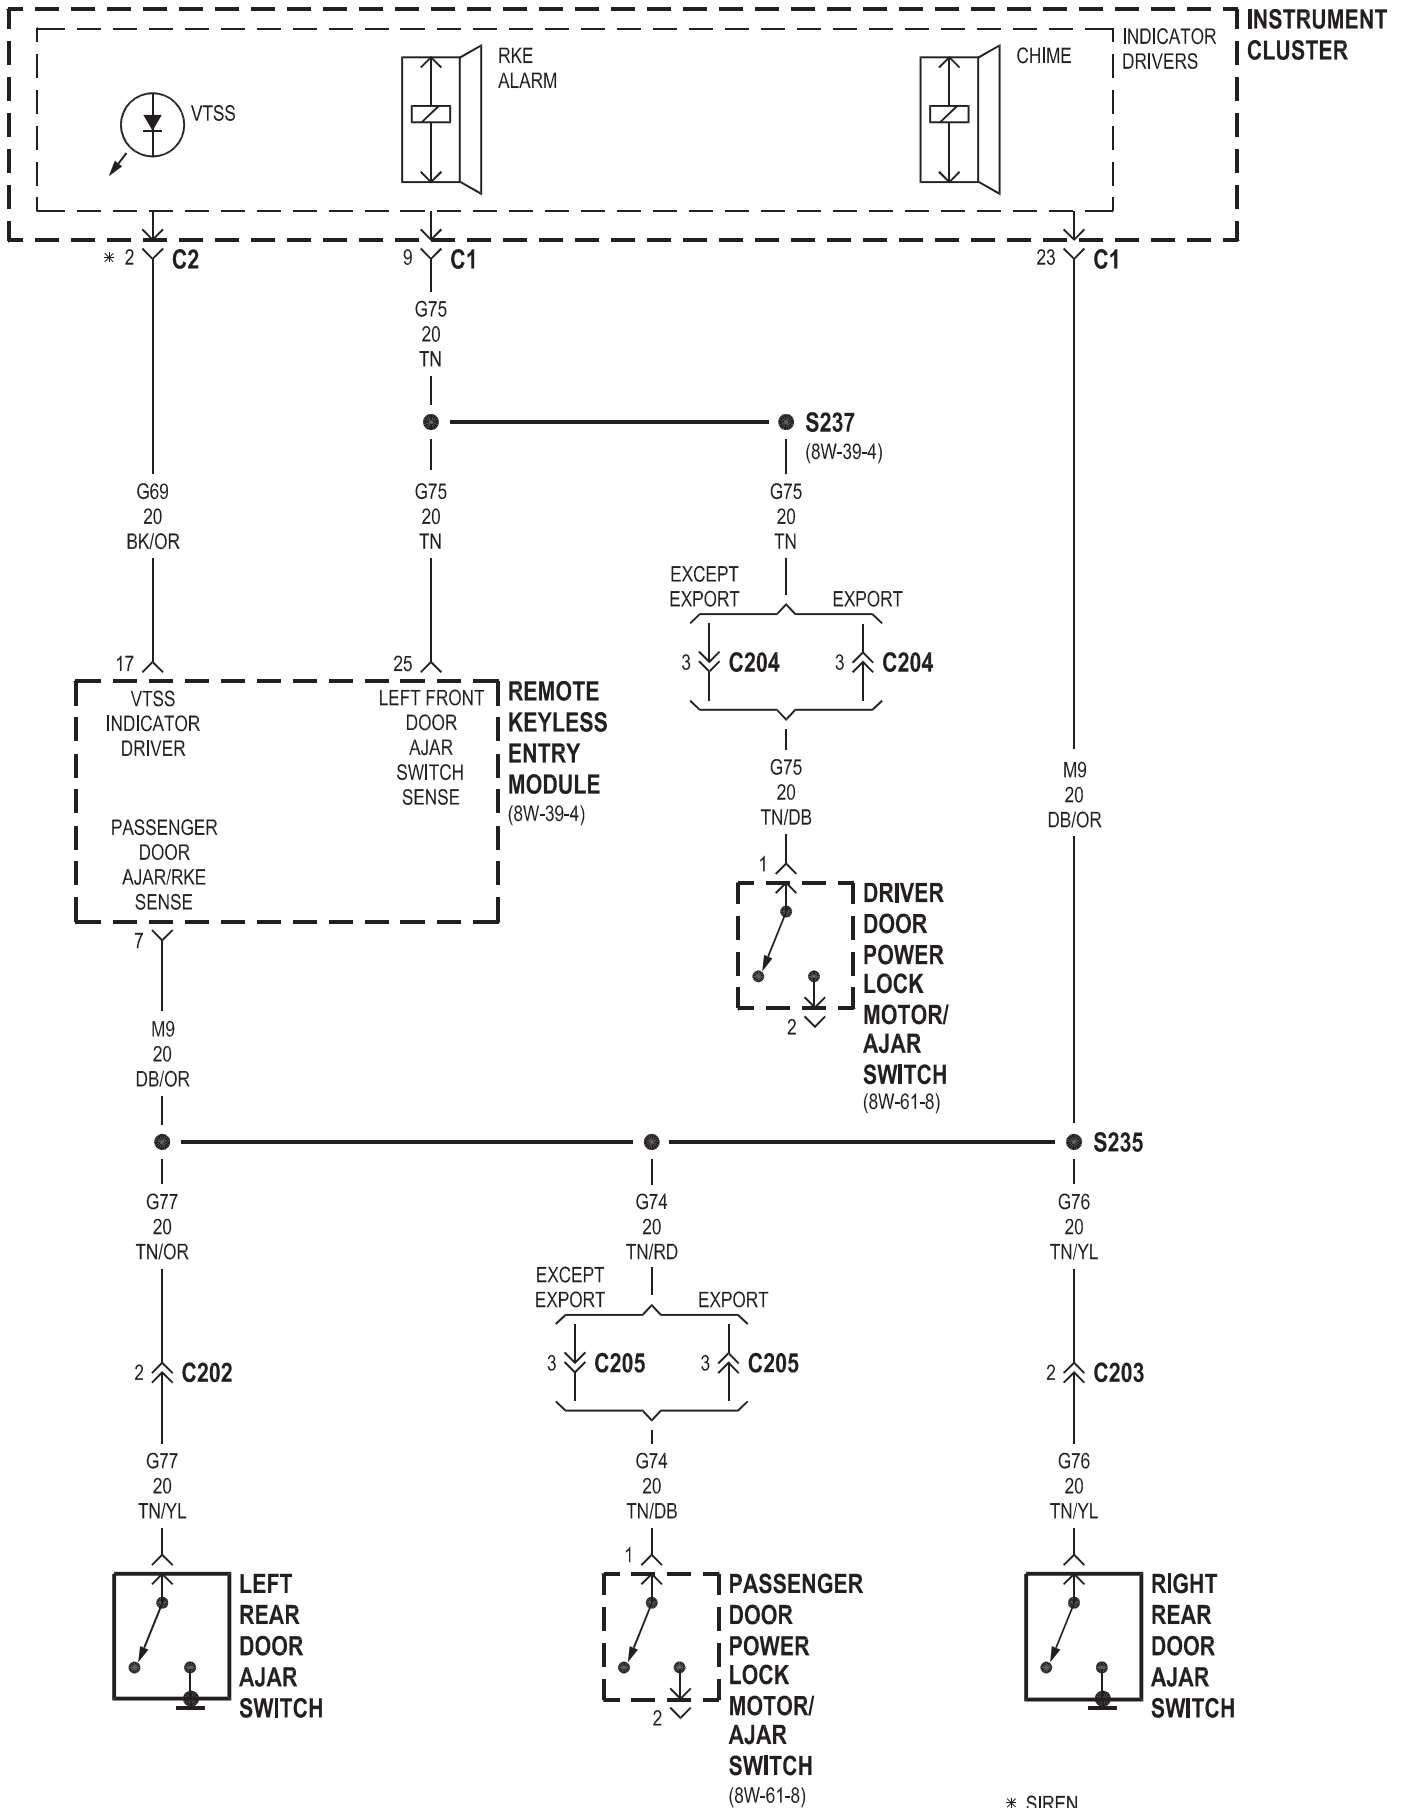 INSTRUMENT
CLUSTER
INDICATOR
DRIVERS
VTSS
RKE
ALARM
CHIME
* 2 C2
9 C1
23 C1
G75
20
TN
S237
(8W-39-4)
G69
20
BK/OR
G75
20
TN
G75
20
TN
EXCEPT
EXPORT
EXPORT
3 C204
3 C204
17
25
VTSS
INDICATOR
DRIVER
LEFT FRONT
DOOR
AJAR
SWITCH
SENSE
REMOTE
KEYLESS
ENTRY
MODULE
(8W-39-4)
PASSENGER
DOOR
AJAR/RKE
SENSE
7
G75
20
TN/DB
M9
20
DB/OR
1
DRIVER
DOOR
POWER
LOCK
MOTOR/
AJAR
SWITCH
(8W-61-8)
2
M9
20
DB/OR
S235
G77
20
TN/OR
G74
20
TN/RD
G76
20
TN/YL
EXCEPT
EXPORT
EXPORT
2 C202
3 C205
3 C205
2 C203
G77
20
TN/YL
G74
20
TN/DB
G76
20
TN/YL
LEFT
REAR
DOOR
AJAR
SWITCH
1
PASSENGER
DOOR
POWER
LOCK
MOTOR/
AJAR
SWITCH
(8W-61-8)
2
RIGHT
REAR
DOOR
AJAR
SWITCH
* SIREN